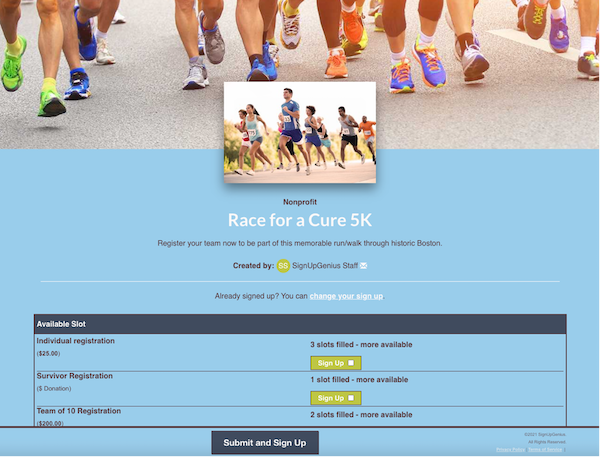 Nonprofit
Race for a Cure 5K
Register your team now to be part of this memorable run/walk through historic Boston.
Created by: SS SignUpGenius Staff
Already signed up? You can change your sign up.
Available Slot
Individual registration
($25.00)
3 slots filled - more available
Sign Up
Survivor Registration
($ Donation)
1 slot filled - more available
Sign Up
Team of 10 Registration
($200.00)
2 slots filled - more available
Submit and Sign Up
©2021 SignUpGenius
All Rights Reserved
Privacy Policy | Terms of Service